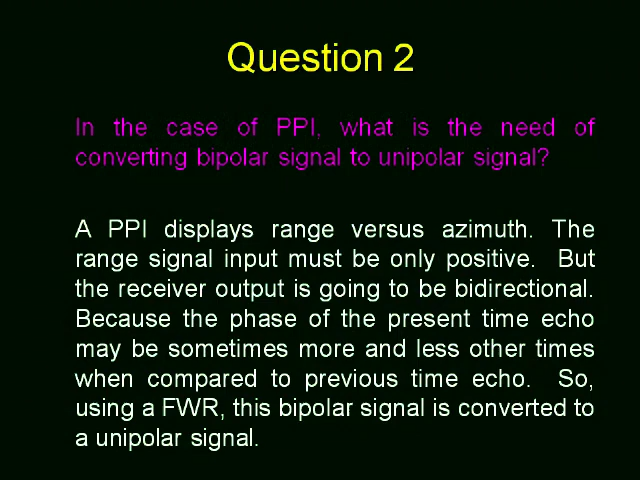 Question 2
In the case of PPI, what is the need of
converting bipolar signal to unipolar signal?
A PPI displays range versus azimuth. The
range signal input must be only positive. But
the receiver output is going to be bidirectional.
Because the phase of the present time echo
may be sometimes more and less other times
when compared to previous time echo. So,
using a FWR, this bipolar signal is converted to
a unipolar signal.